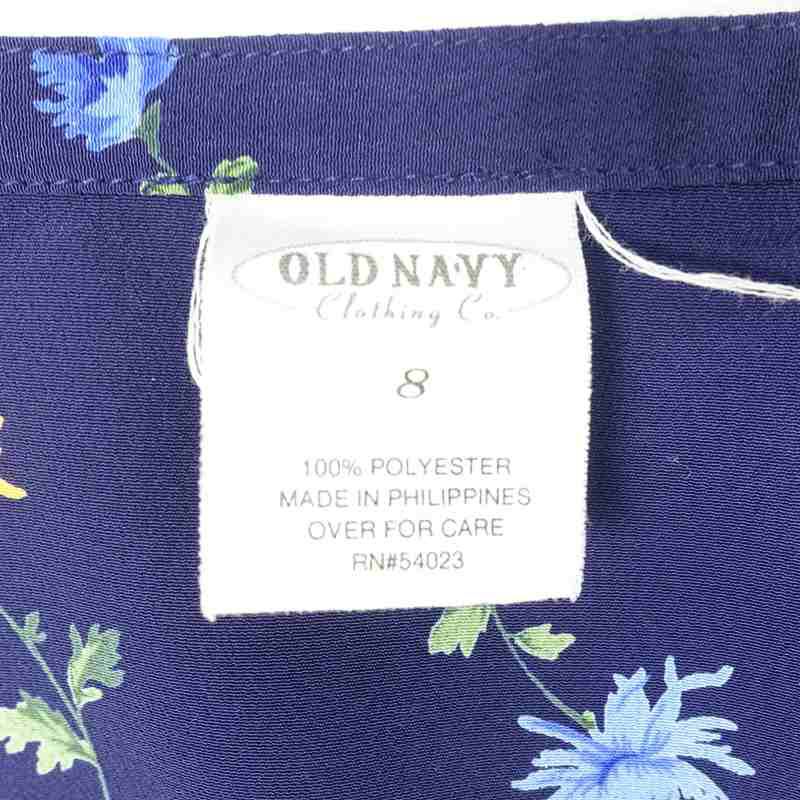 OLD NAVY
Clothing Co.
8
100% POLYESTER
MADE IN PHILIPPINES
OVER FOR CARE
RN#54023